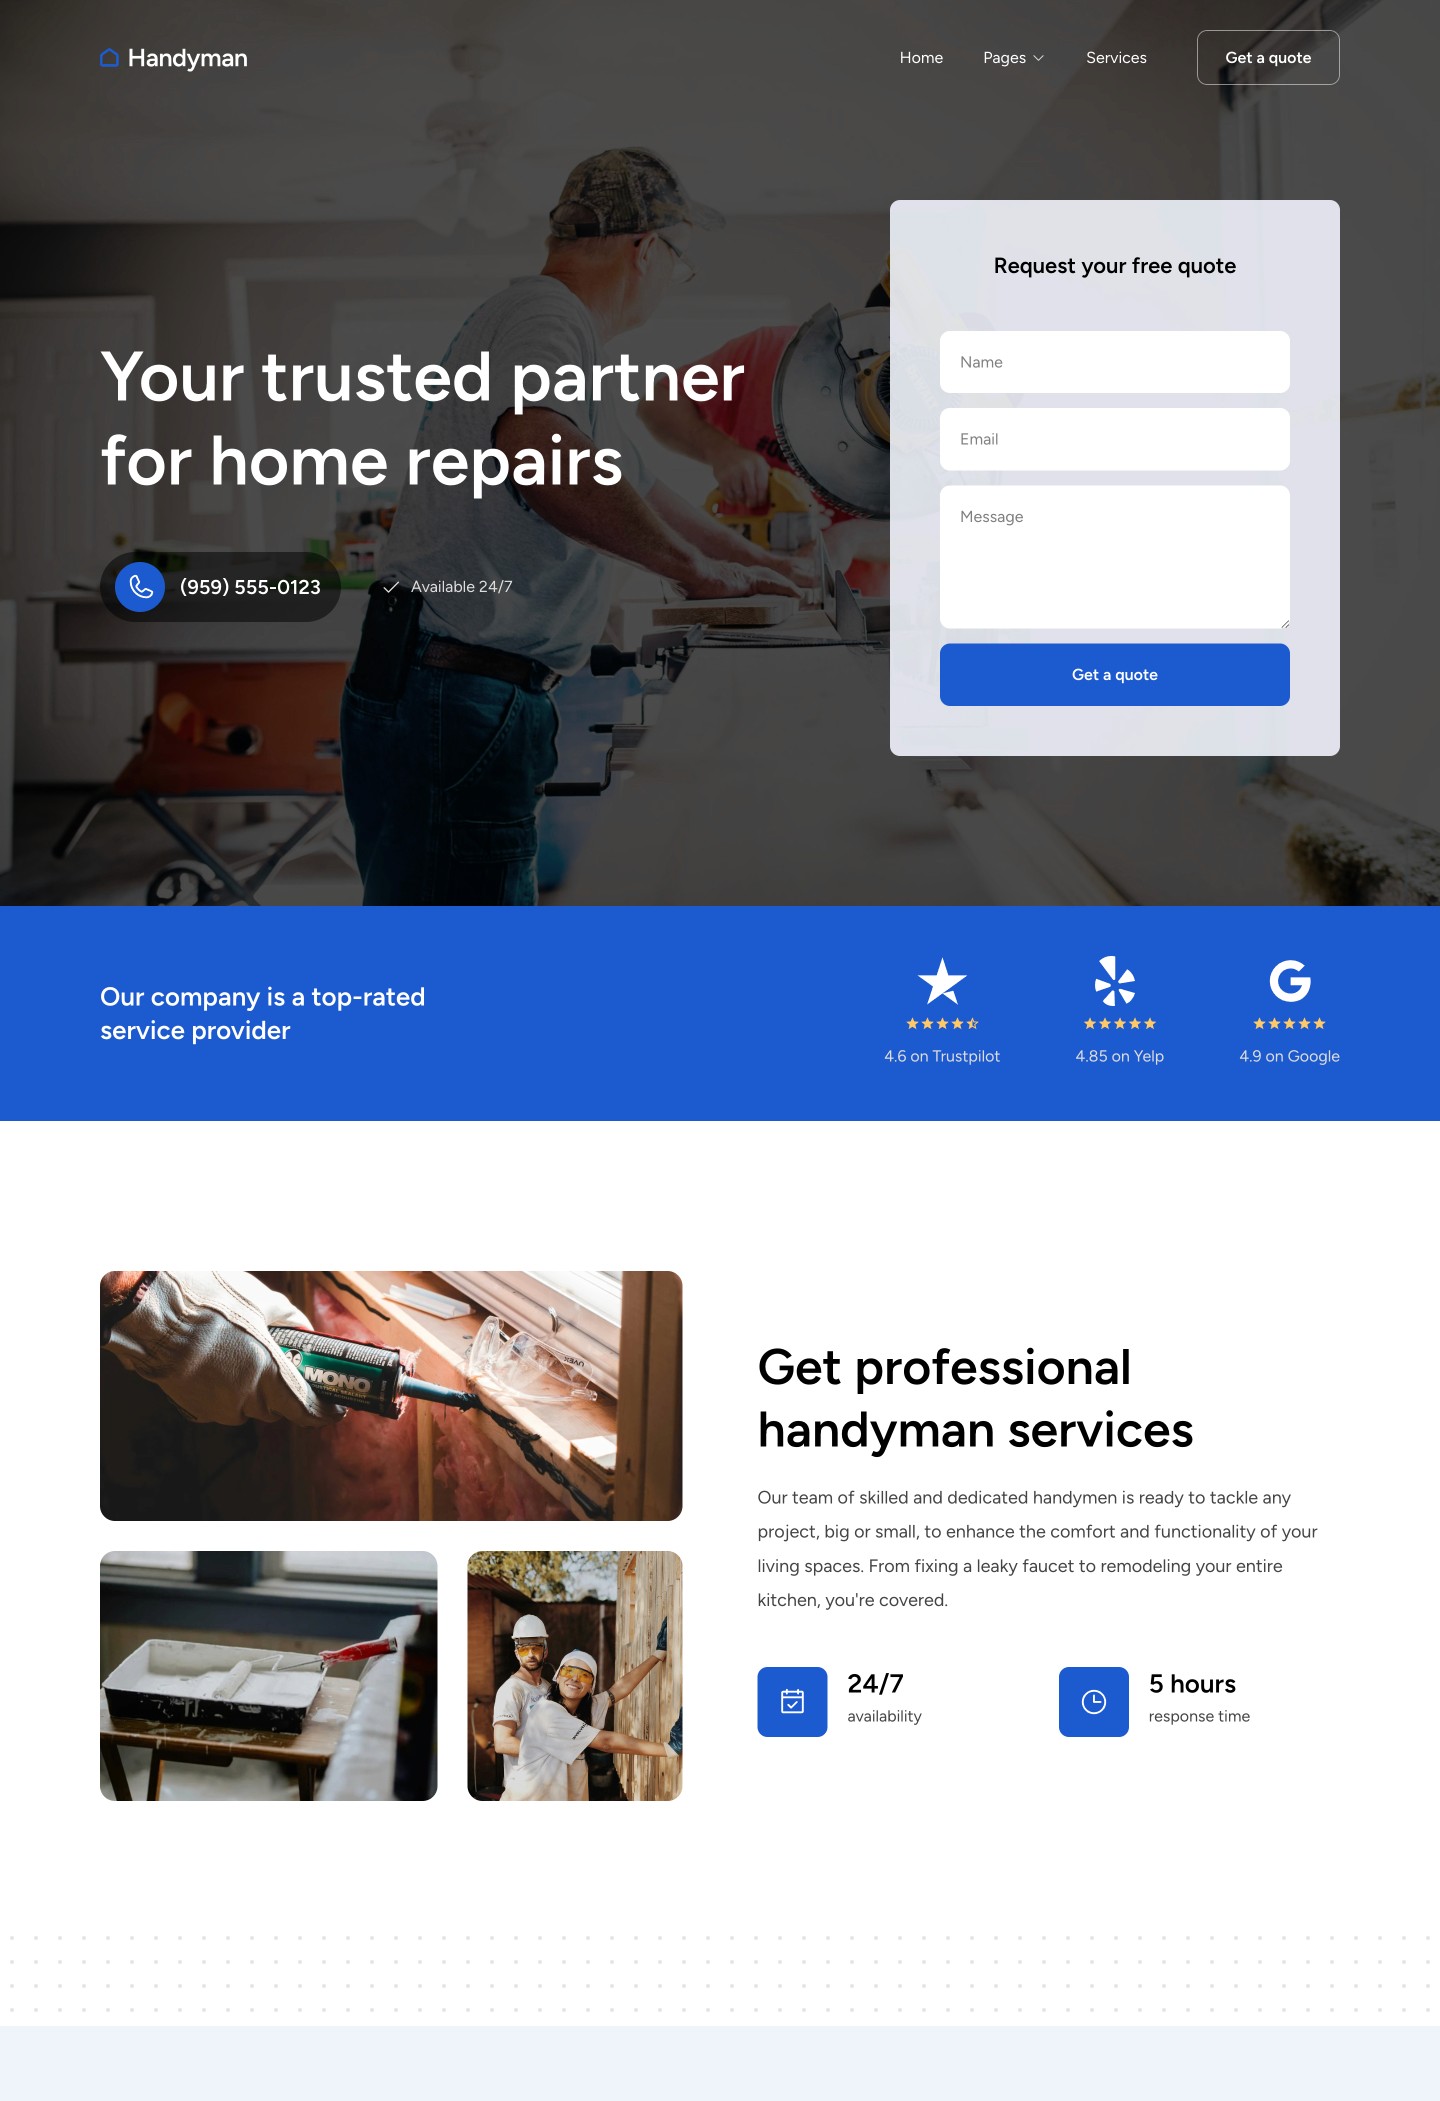 Handyman
Home
Pages
Services
Get a quote
Your trusted partner
for home repairs
(959) 555-0123
Available 24/7
Request your free quote
Name
Email
Message
Get a quote
Our company is a top-rated
service provider
4.6 on Trustpilot
4.85 on Yelp
4.9 on Google
MONO
UVEX
Get professional
handyman services
Our team of skilled and dedicated handymen is ready to tackle any
project, big or small, to enhance the comfort and functionality of your
living spaces. From fixing a leaky faucet to remodeling your entire
kitchen, you're covered.
24/7
availability
5 hours
response time